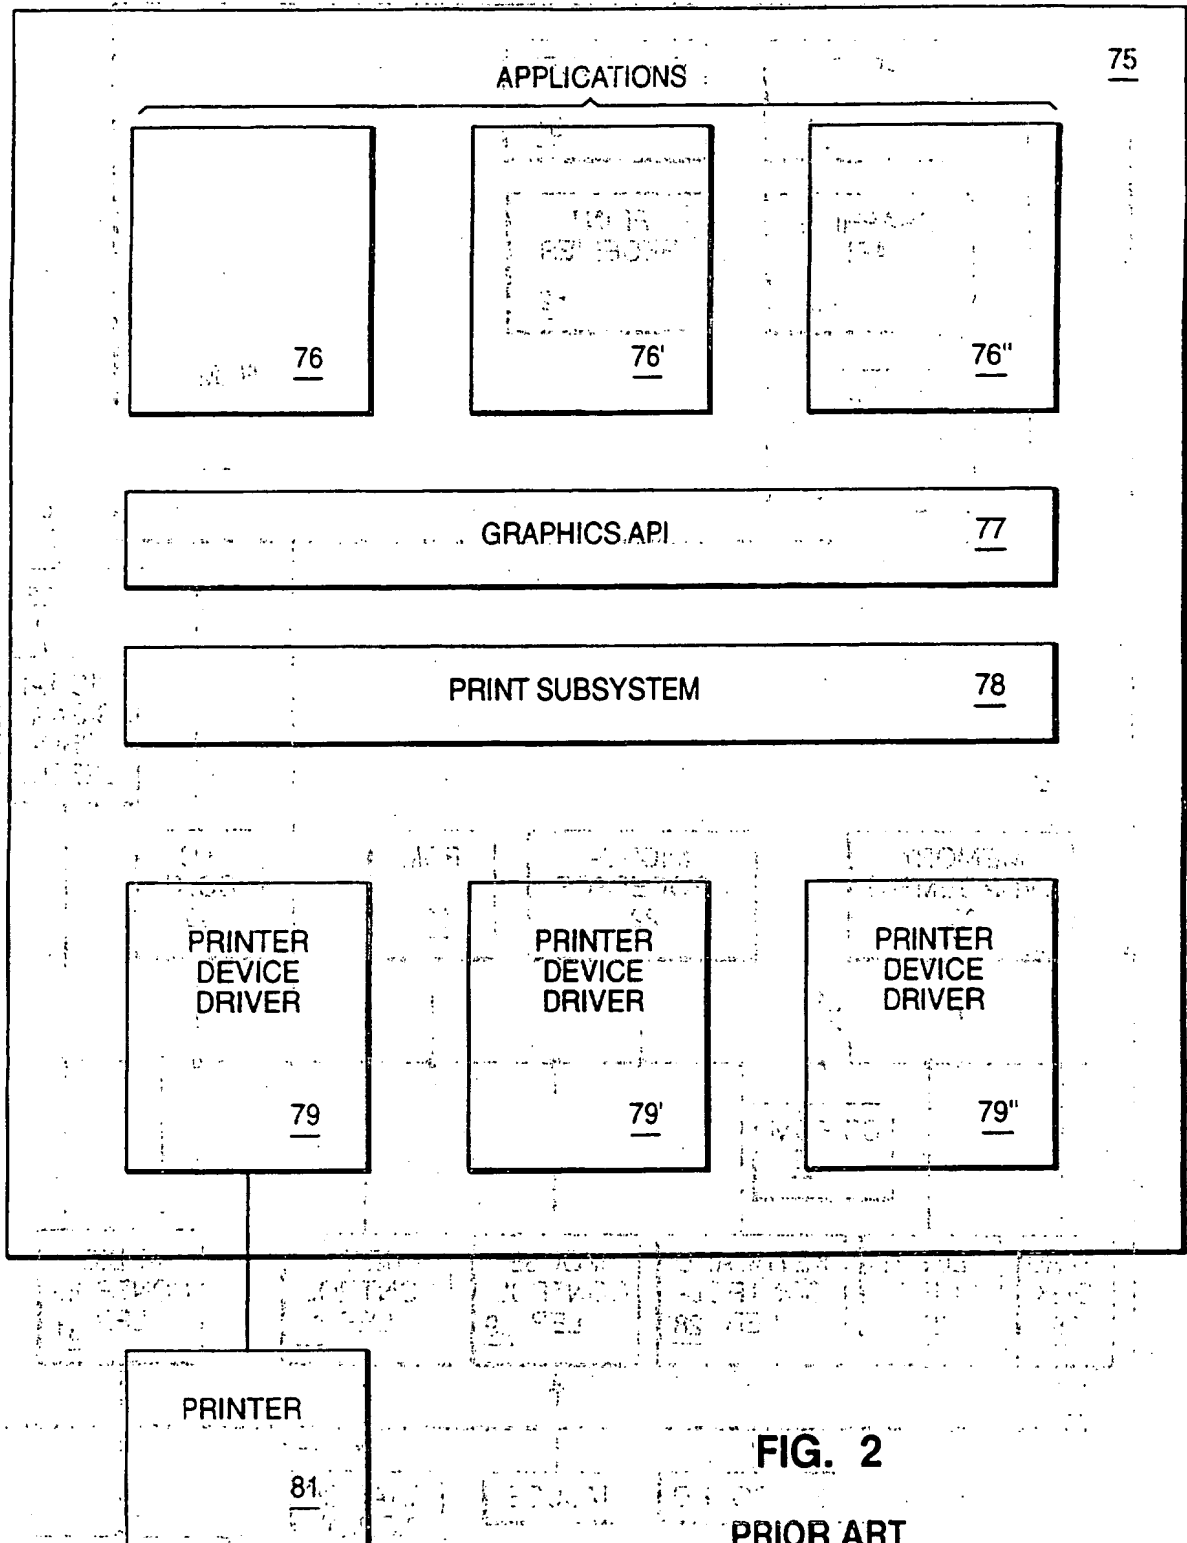 75
APPLICATIONS
76
76'
76"
GRAPHICS API
77
PRINT SUBSYSTEM
78
PRINTER
DEVICE
DRIVER
79
PRINTER
DEVICE
DRIVER
79'
PRINTER
DEVICE
DRIVER
79"
PRINTER
81
FIG. 2
PRIOR ART